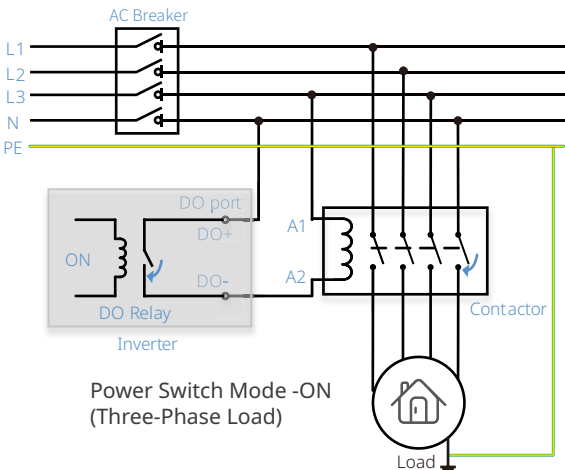 AC Breaker
L1
L2
L3
N
PE
DO port
DO+
A1
ON
DO-
A2
DO Relay
Contactor
Inverter
Power Switch Mode -ON
(Three-Phase Load)
Load